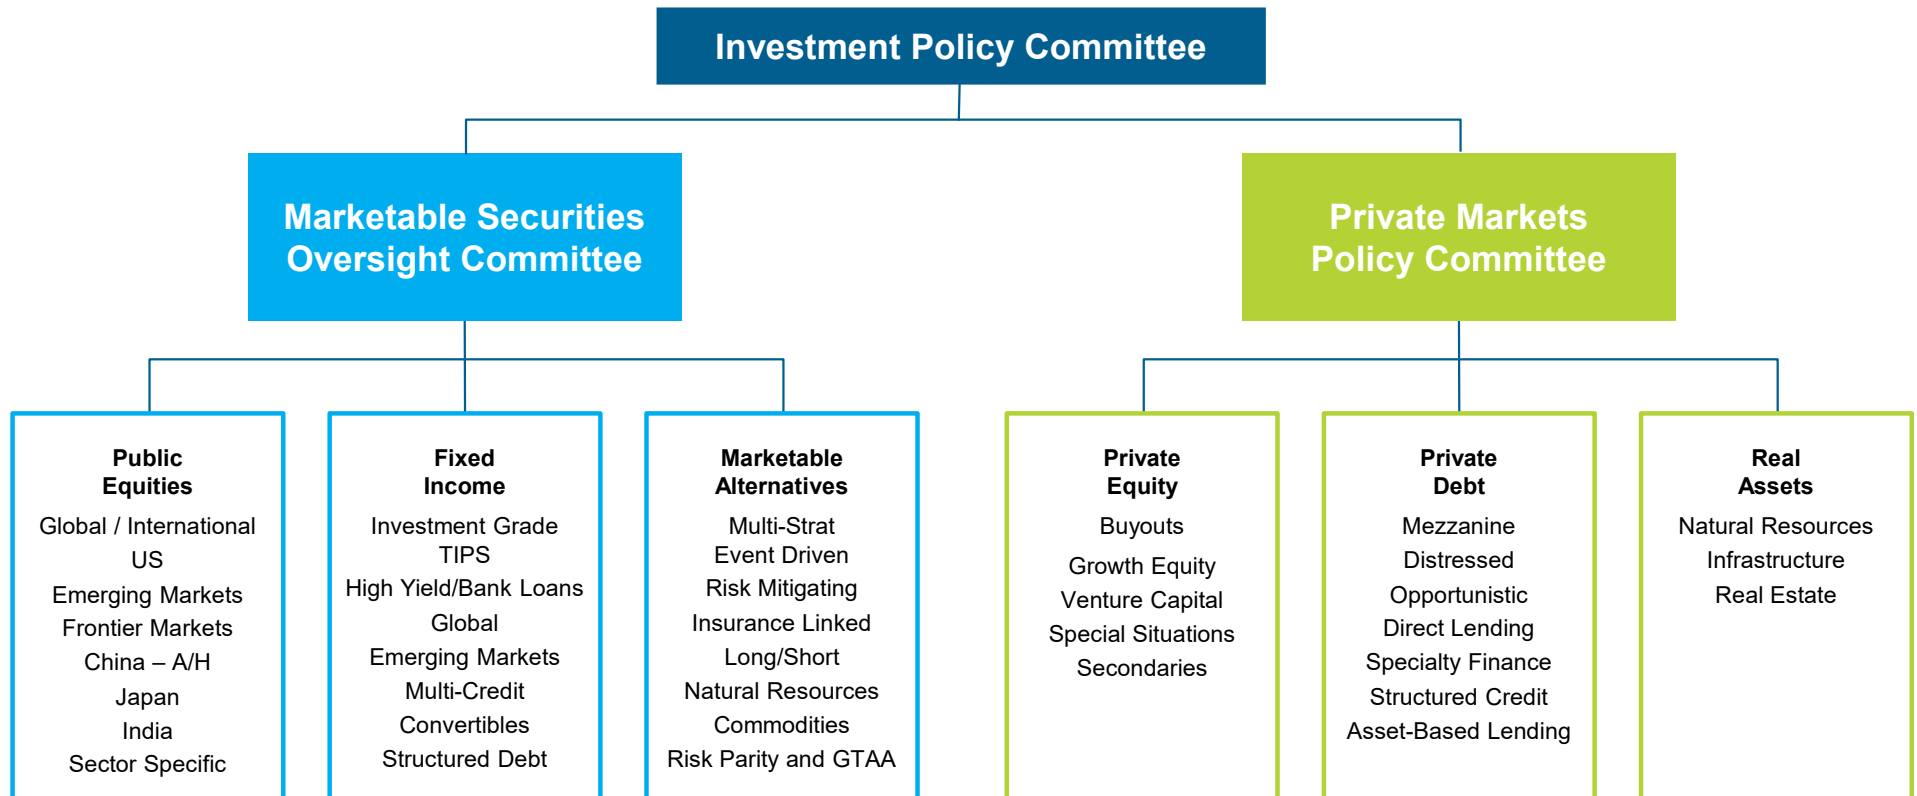 Investment Policy Committee
Marketable Securities
Oversight Committee
Private Markets
Policy Committee
Public
Equities
Global / International
US
Emerging Markets
Frontier Markets
China – A/H
Japan
India
Sector Specific
Fixed
Income
Investment Grade
TIPS
High Yield/Bank Loans
Global
Emerging Markets
Multi-Credit
Convertibles
Structured Debt
Marketable
Alternatives
Multi-Strat
Event Driven
Risk Mitigating
Insurance Linked
Long/Short
Natural Resources
Commodities
Risk Parity and GTAA
Private
Equity
Buyouts
Growth Equity
Venture Capital
Special Situations
Secondaries
Private
Debt
Mezzanine
Distressed
Opportunistic
Direct Lending
Specialty Finance
Structured Credit
Asset-Based Lending
Real
Assets
Natural Resources
Infrastructure
Real Estate